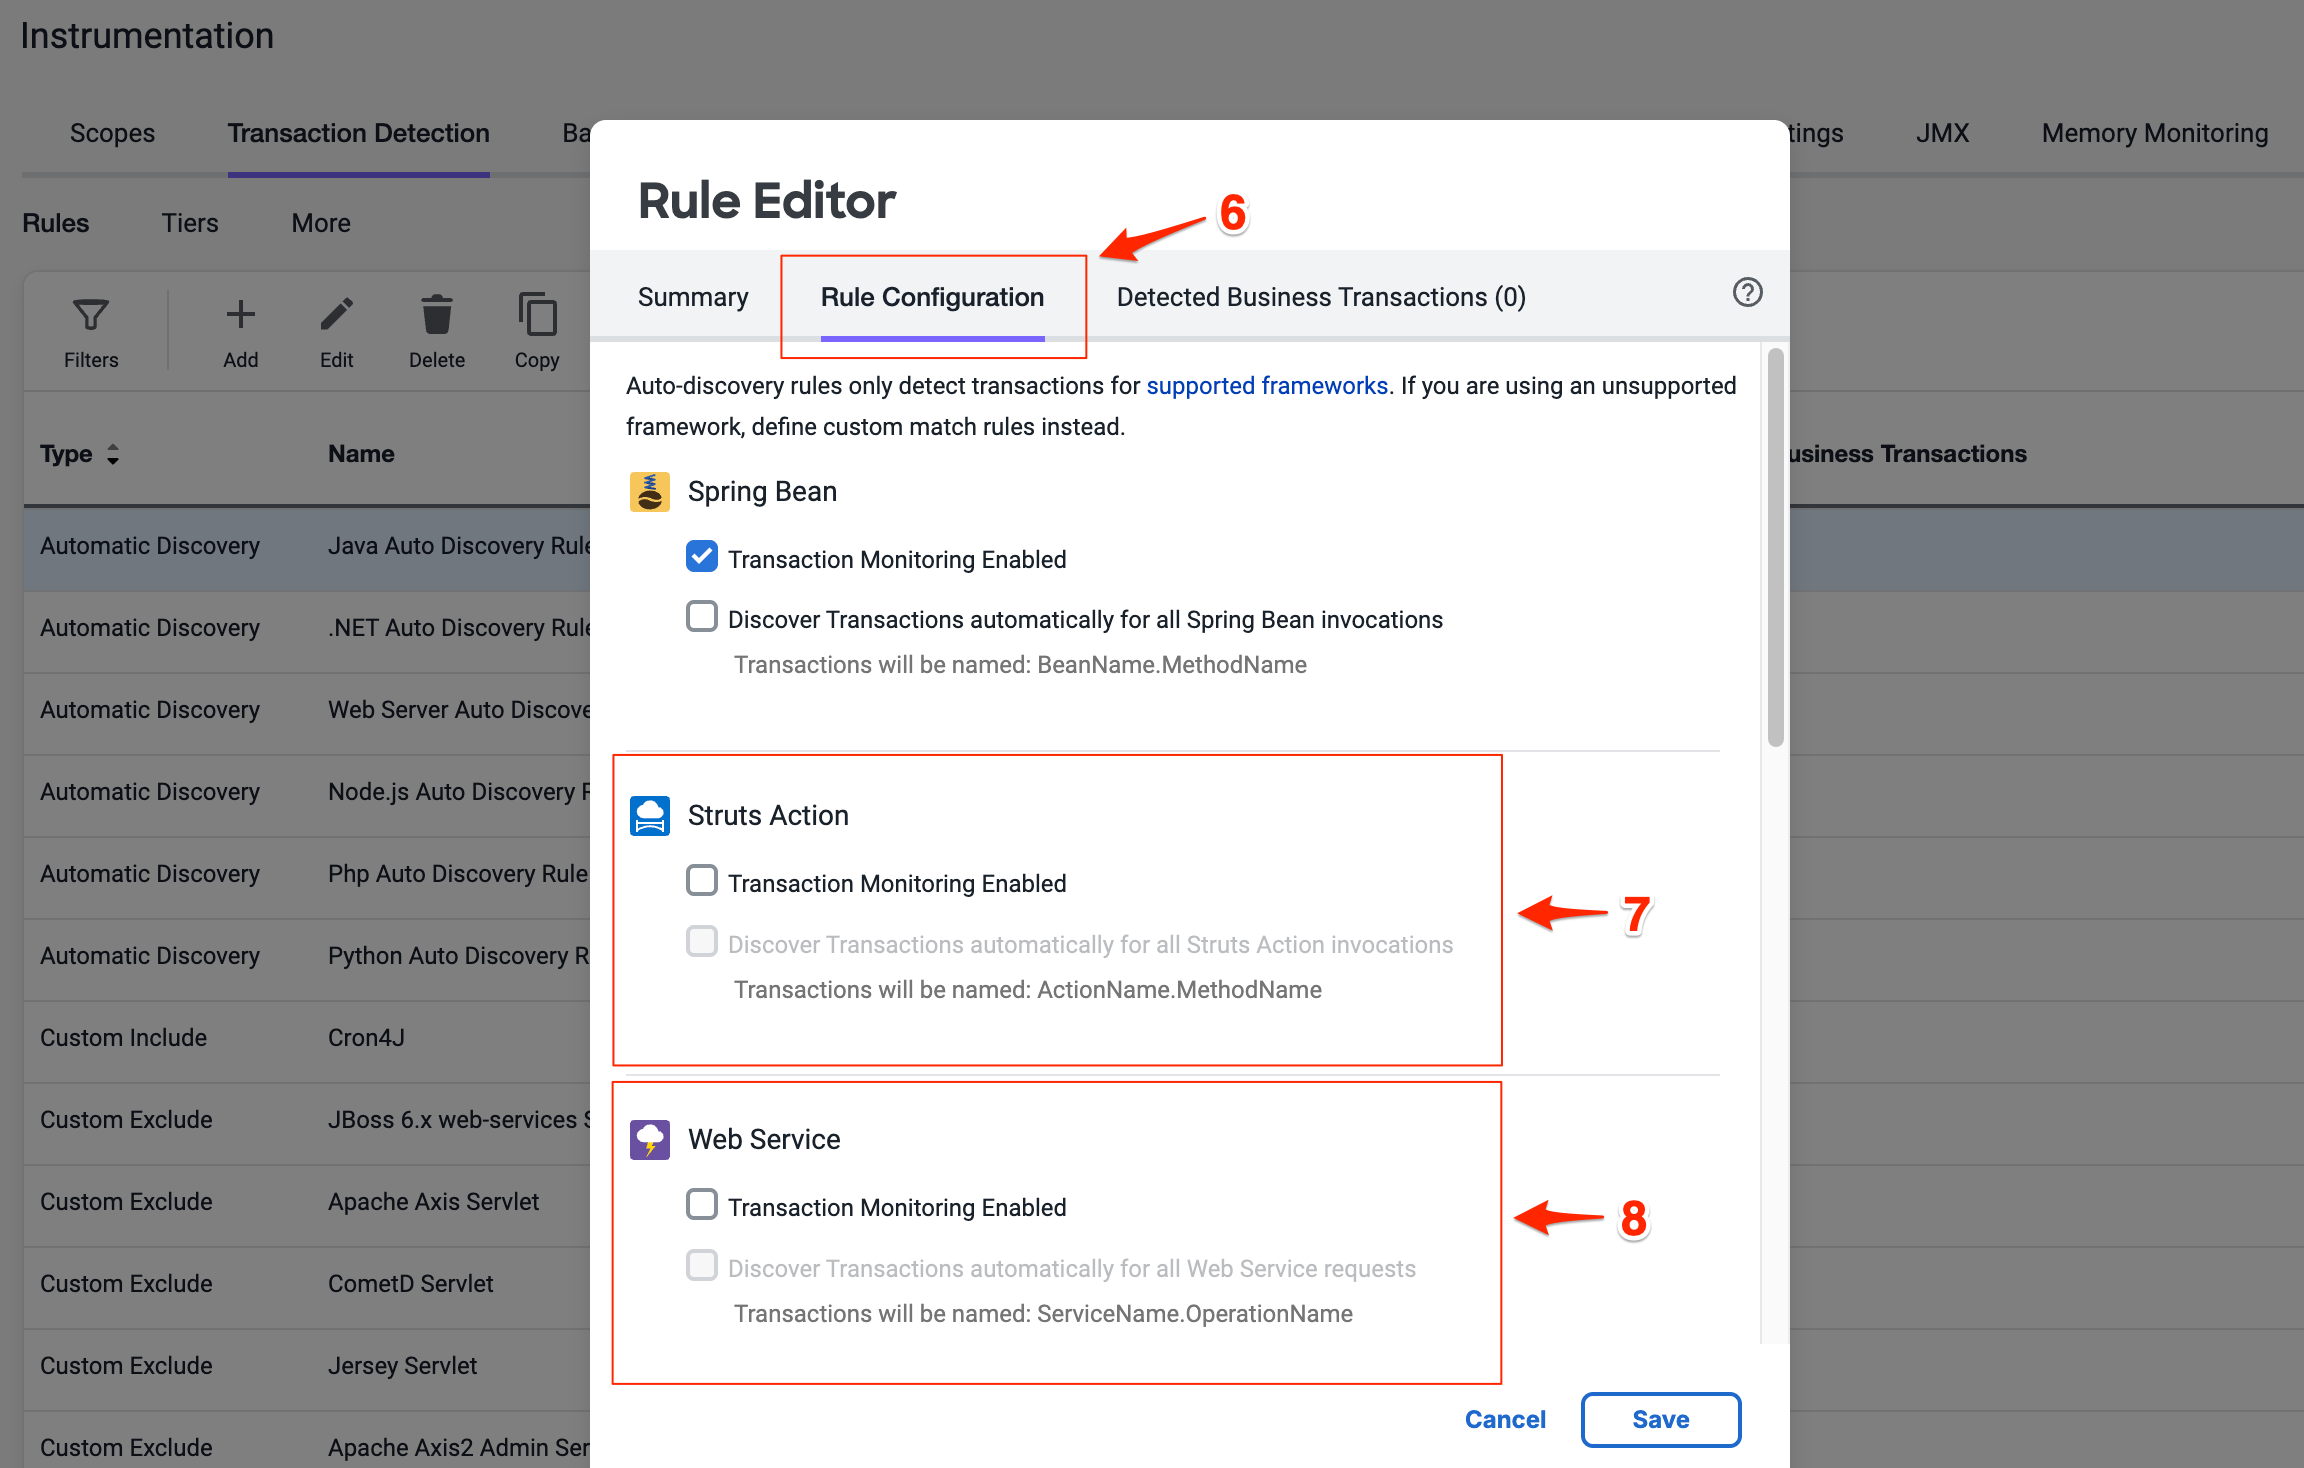 Instrumentation
Scopes
Transaction Detection
Ba
tings
JMX
Memory Monitoring
Rules
Tiers
More
Filters
Add
Edit
Delete
Copy
Type
Name
usiness Transactions
Automatic Discovery
Java Auto Discovery Rule
Automatic Discovery
.NET Auto Discovery Rule
Automatic Discovery
Web Server Auto Discove
Automatic Discovery
Node.js Auto Discovery R
Automatic Discovery
Php Auto Discovery Rule
Automatic Discovery
Python Auto Discovery R
Custom Include
Cron4J
Custom Exclude
JBoss 6.x web-services S
Custom Exclude
Apache Axis Servlet
Custom Exclude
CometD Servlet
Custom Exclude
Jersey Servlet
Custom Exclude
Apache Axis2 Admin Ser
Rule Editor
6
Summary
Rule Configuration
Detected Business Transactions (0)
?
Auto-discovery rules only detect transactions for supported frameworks. If you are using an unsupported
framework, define custom match rules instead.
Spring Bean
Transaction Monitoring Enabled
Discover Transactions automatically for all Spring Bean invocations
Transactions will be named: BeanName.MethodName
Struts Action
Transaction Monitoring Enabled
Discover Transactions automatically for all Struts Action invocations
Transactions will be named: ActionName.MethodName
7
Web Service
Transaction Monitoring Enabled
Discover Transactions automatically for all Web Service requests
Transactions will be named: ServiceName.OperationName
8
Cancel
Save